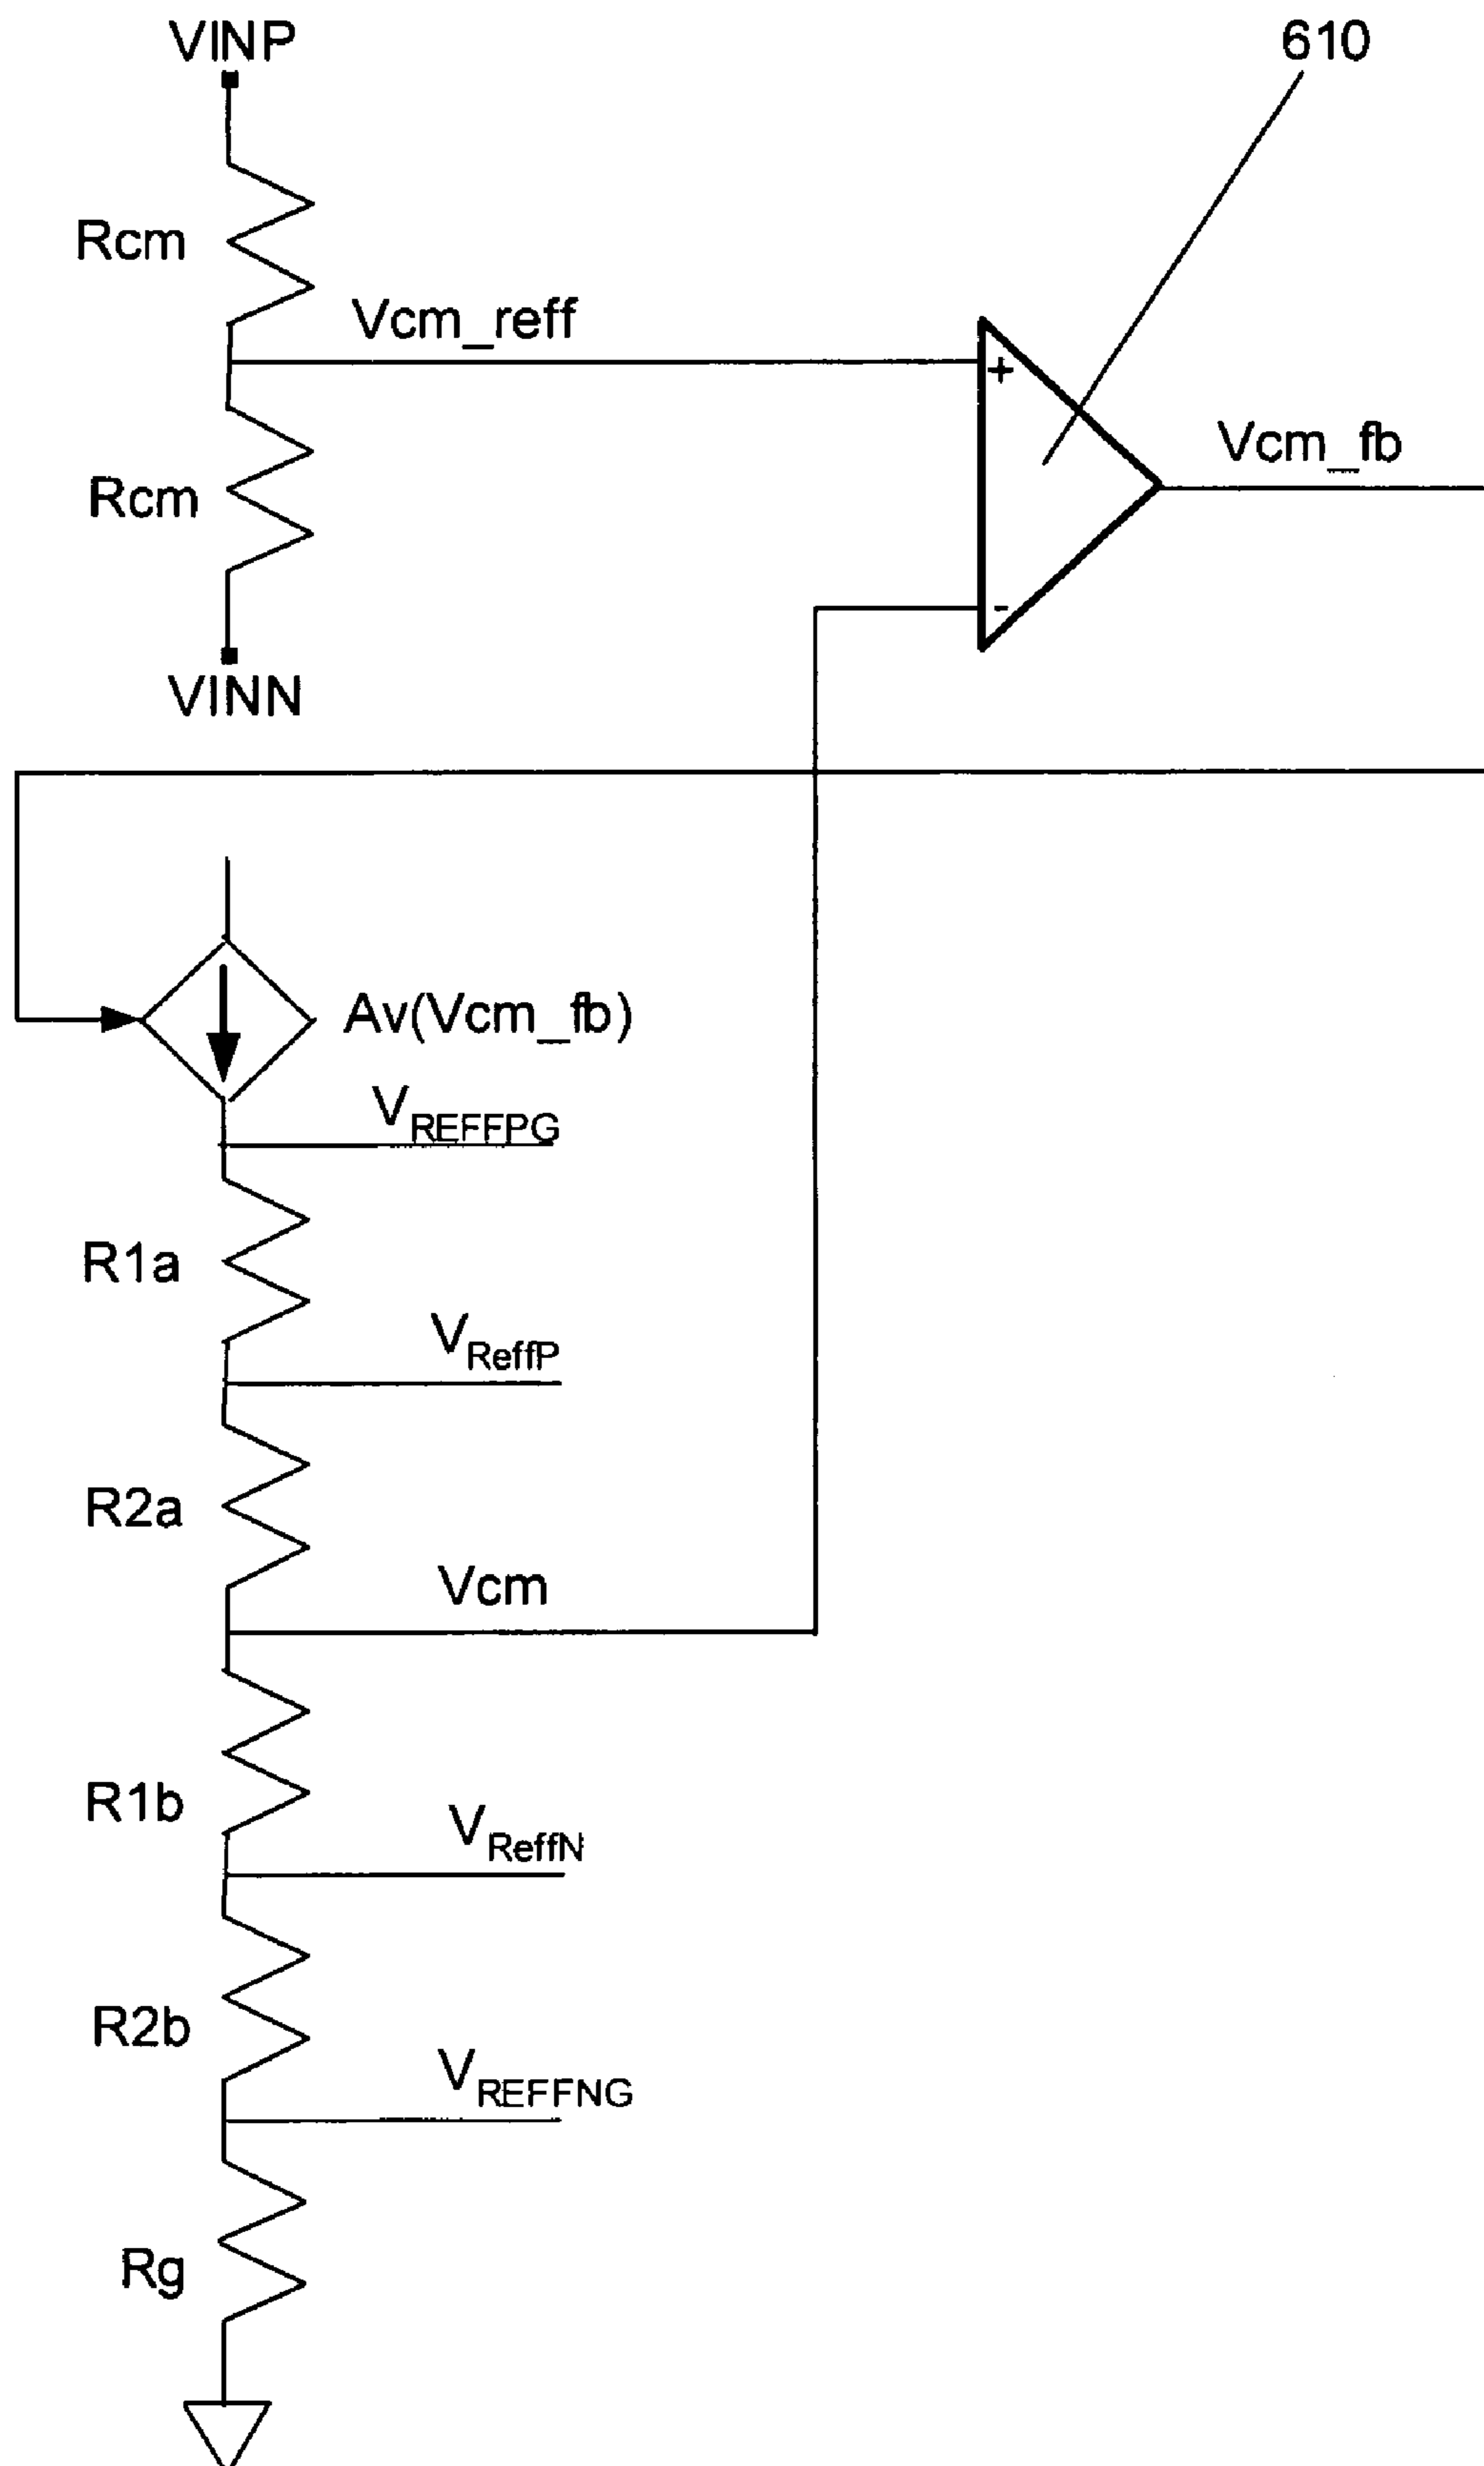 VINP
610
Rcm
Vcm_reff
+
Vcm_fb
Rcm
-
VINN
Av(Vcm_fb)
VREFFPG
R1a
VReffP
R2a
Vcm
R1b
VReffN
R2b
VREFFNG
Rg